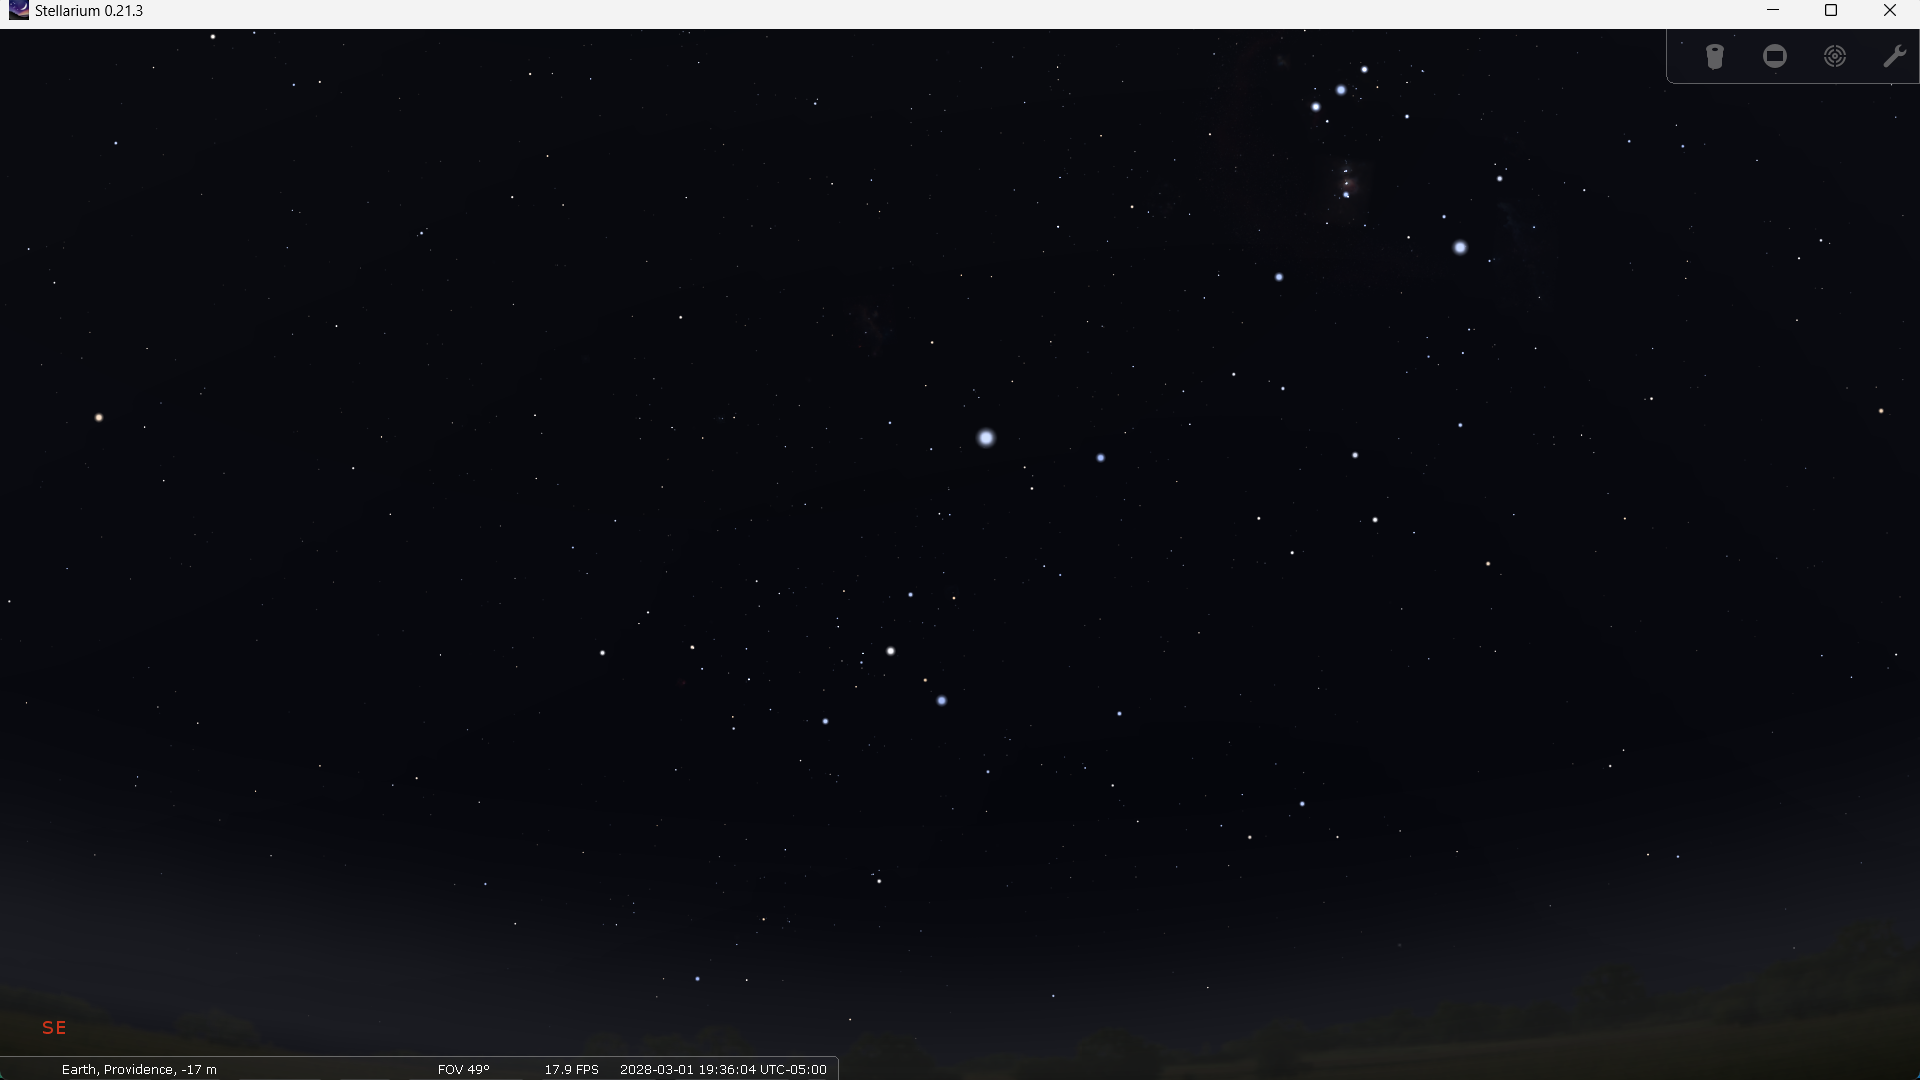 Stellarium 0.21.3
SE
Earth, Providence, -17 m FOV 49° 17.9 FPS 2028-03-01 19:36:04 UTC-05:00